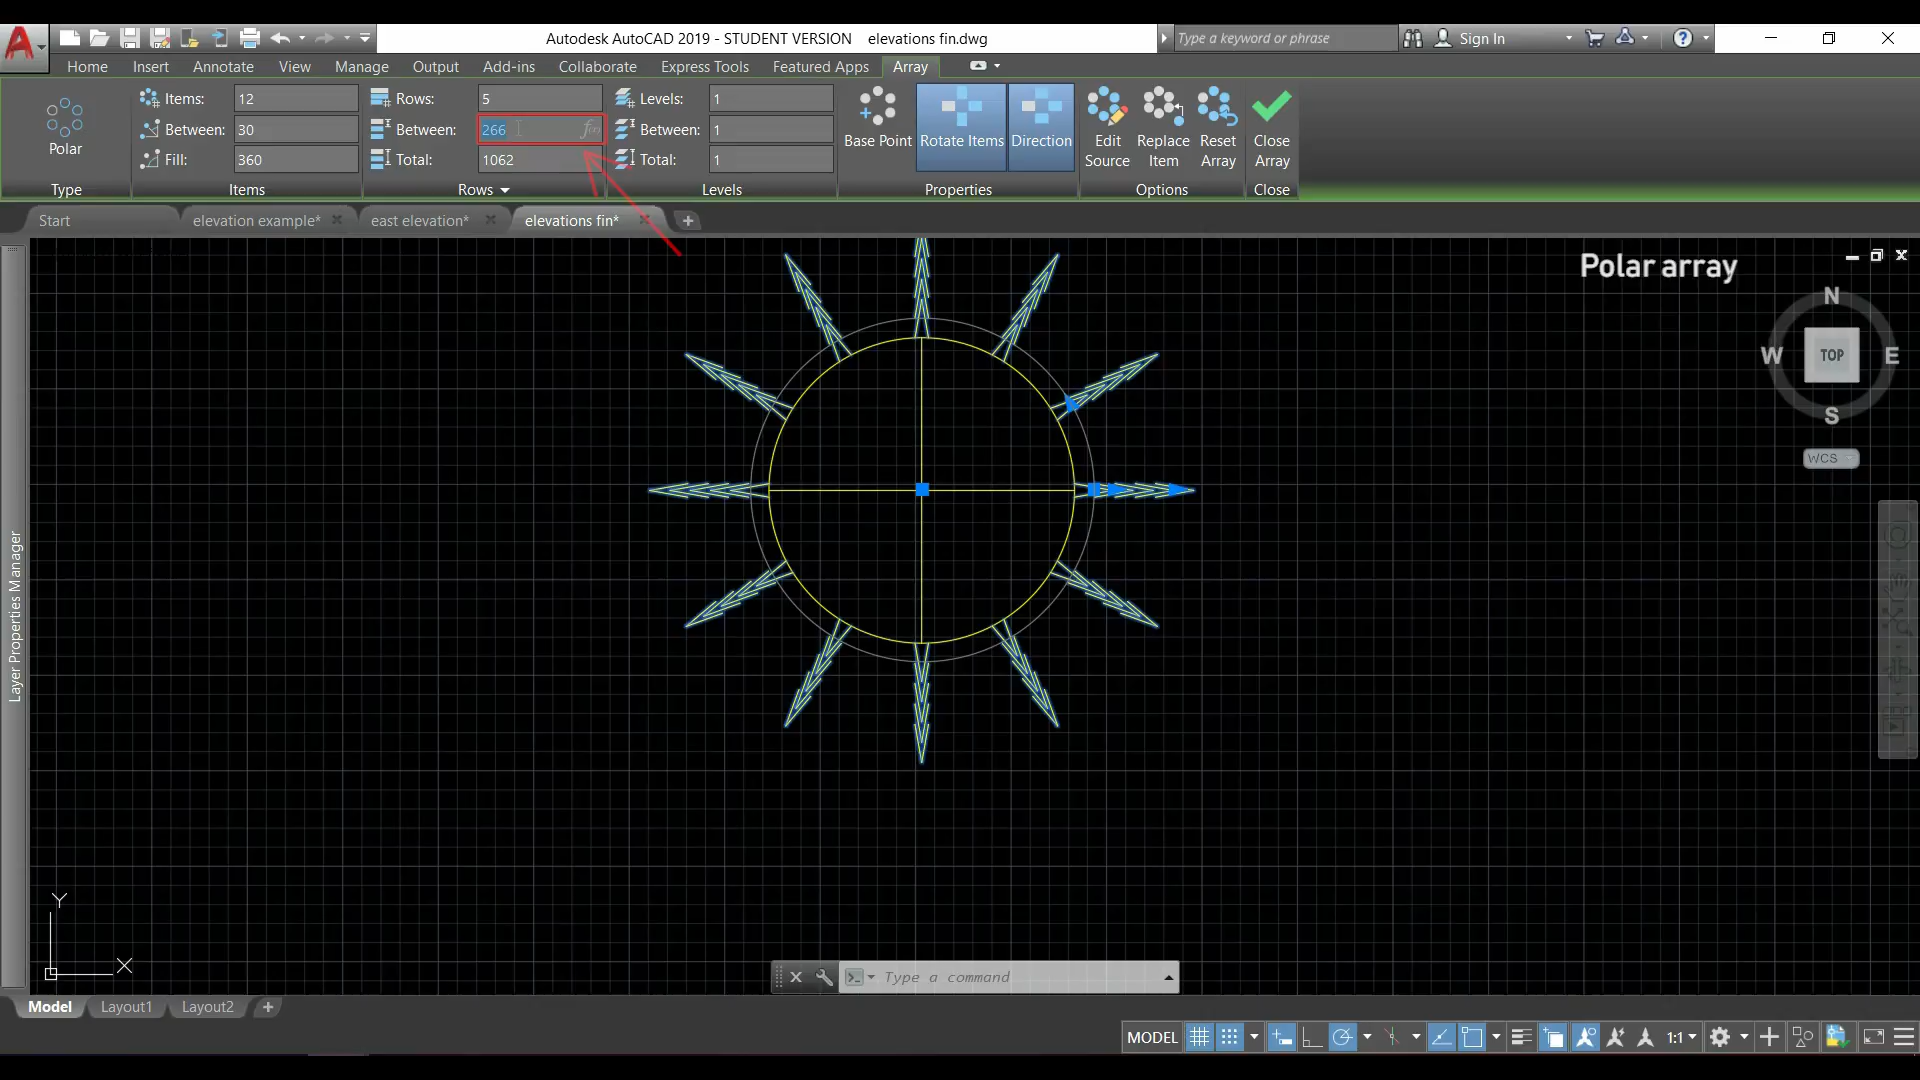 Autodesk AutoCAD 2019 - STUDENT VERSION elevations fin.dwg
Type a keyword or phrase
Sign In
Home Insert Annotate View Manage Output Add-ins Collaborate Express Tools Featured Apps Array
Items: 12 Rows: 5 Levels: 1
Between: 30 Between: 266 Between: 1
Fill: 360 Total: 1062 Total: 1
Polar
Base Point Rotate Items Direction
Edit Source
Replace Item
Reset Array
Close Array
Type Items Rows Levels Properties Options Close
Start elevation example* east elevation* elevations fin*
Polar array
N
W TOP E
S
WCS
Layer Properties Manager
Y
X
Type a command
Model Layout1 Layout2
MODEL 1:1